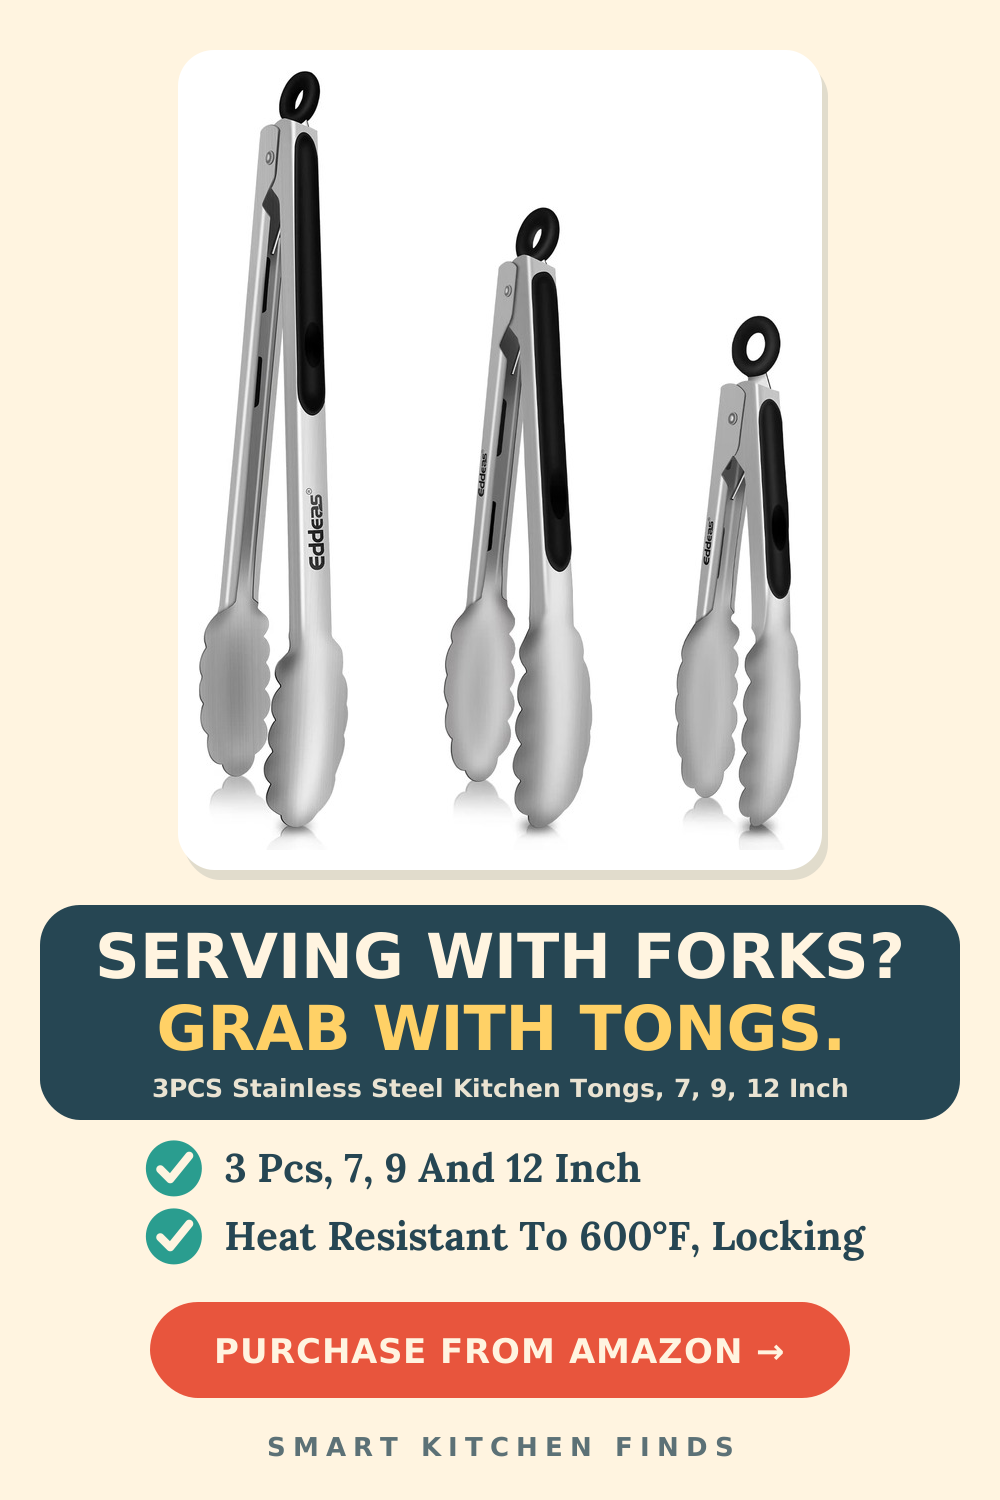 Eddeas®
Eddeas
Eddeas
SERVING WITH FORKS?
GRAB WITH TONGS.
3PCS Stainless Steel Kitchen Tongs, 7, 9, 12 Inch
3 Pcs, 7, 9 And 12 Inch
Heat Resistant To 600°F, Locking
PURCHASE FROM AMAZON →
SMART KITCHEN FINDS